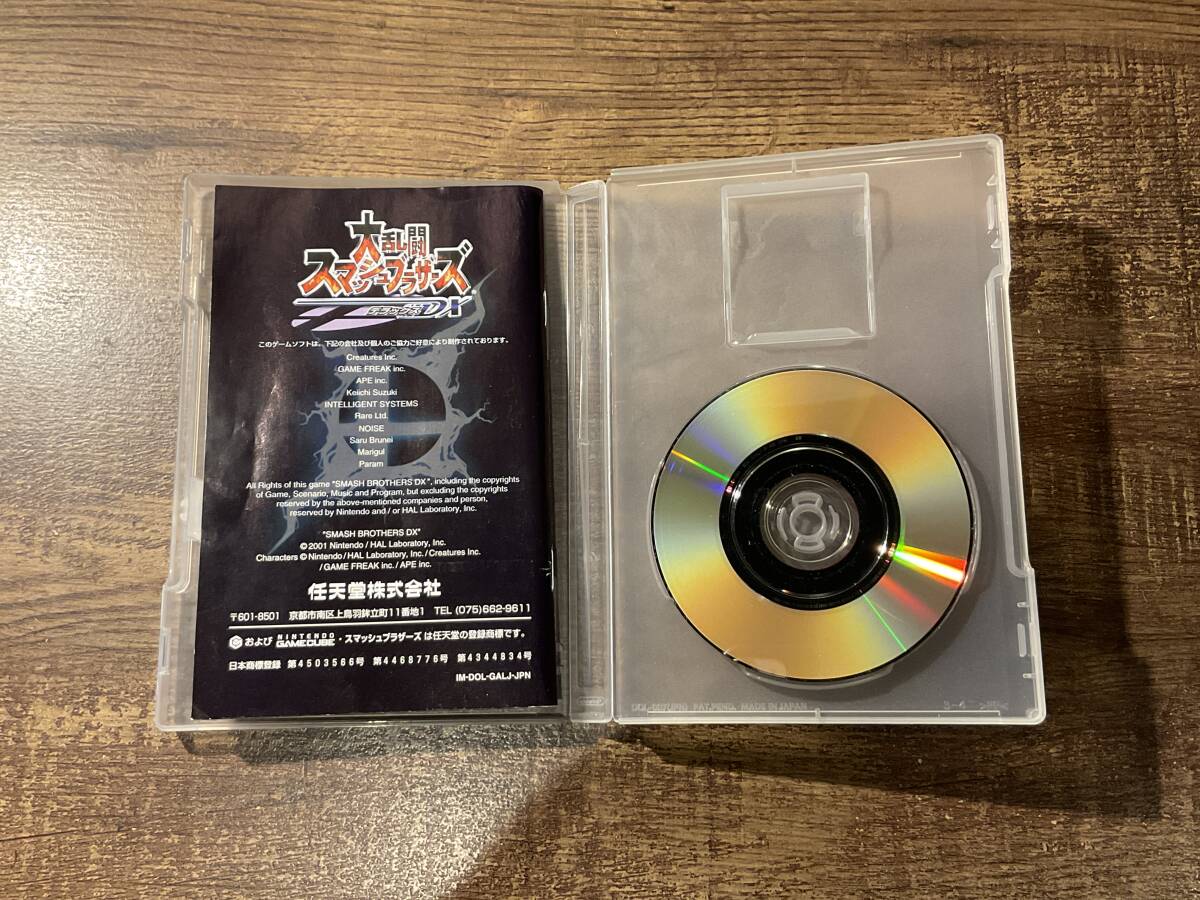 大乱闘
スマッシュブラザーズ
デラックスDX
このゲームソフトは、下記の会社及び個人のご協力ご好意により制作されております。
Creatures Inc.
GAME FREAK inc.
APE inc.
Keiichi Suzuki
INTELLIGENT SYSTEMS
Rare Ltd.
NOISE
Saru Brunei
Marigul
Param
All Rights of this game "SMASH BROTHERS DX", including the copyrights
of Game, Scenario, Music and Program, but excluding the copyrights
reserved by the above-mentioned companies and person,
reserved by Nintendo and / or HAL Laboratory, Inc.
"SMASH BROTHERS DX"
© 2001 Nintendo / HAL Laboratory, Inc.
Characters © Nintendo / HAL Laboratory, Inc. / Creatures Inc.
/ GAME FREAK inc. / APE inc.
任天堂株式会社
〒601-8501 京都市南区上鳥羽鉾立町11番地1 TEL (075)662-9611
および NINTENDO GAMECUBE・スマッシュブラザーズ は任天堂の登録商標です。
日本商標登録 第4503566号 第4468776号 第4344834号
IM-DOL-GALJ-JPN
PAT.PEND. MADE IN JAPAN